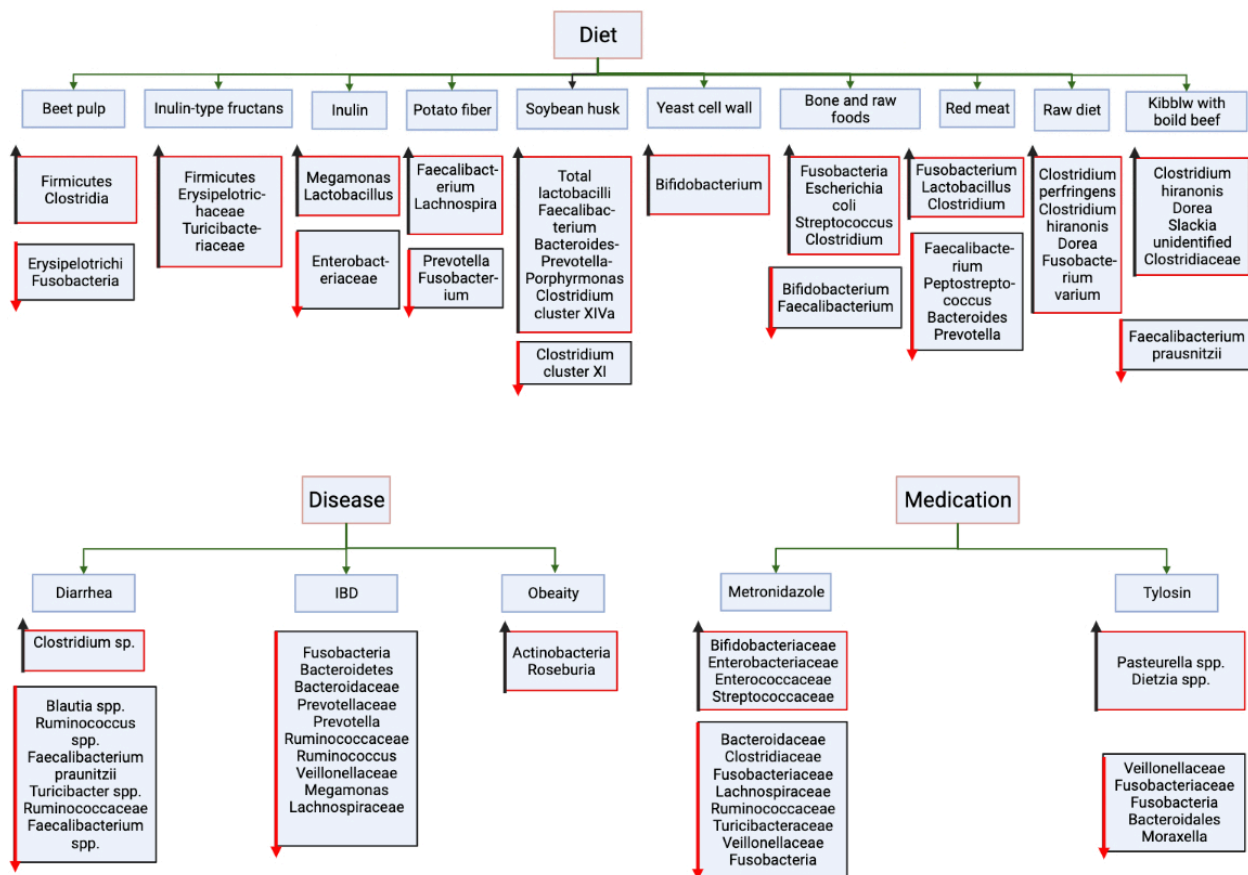 Diet
Beet pulp
Inulin-type fructans
Inulin
Potato fiber
Soybean husk
Yeast cell wall
Bone and raw
foods
Red meat
Raw diet
Kibblw with
boild beef
Firmicutes
Clostridia
Erysipelotrichi
Fusobacteria
Firmicutes
Erysipelotric-
haceae
Turicibacte-
riaceae
Megamonas
Lactobacillus
Enterobact-
eriaceae
Faecalibact-
erium
Lachnospira
Prevotella
Fusobacter-
ium
Total
lactobacilli
Faecalibac-
terium
Bacteroides-
Prevotella-
Porphyrmonas
Clostridium
cluster XIVa
Clostridium
cluster XI
Bifidobacterium
Fusobacteria
Escherichia
coli
Streptococcus
Clostridium
Bifidobacterium
Faecalibacterium
Fusobacterium
Lactobacillus
Clostridium
Faecalibacte-
rium
Peptostrepto-
coccus
Bacteroides
Prevotella
Clostridium
perfringens
Clostridium
hiranonis
Dorea
Fusobacte-
rium
varium
Clostridium
hiranonis
Dorea
Slackia
unidentified
Clostridiaceae
Faecalibacterium
prausnitzii
Disease
Diarrhea
IBD
Obeaity
Clostridium sp.
Blautia spp.
Ruminococcus
spp.
Faecalibacterium
praunitzii
Turicibacter spp.
Ruminococcaceae
Faecalibacterium
spp.
Fusobacteria
Bacteroidetes
Bacteroidaceae
Prevotellaceae
Prevotella
Ruminococcaceae
Ruminococcus
Veillonellaceae
Megamonas
Lachnospiraceae
Actinobacteria
Roseburia
Medication
Metronidazole
Tylosin
Bifidobacteriaceae
Enterobacteriaceae
Enterococcaceae
Streptococcaceae
Bacteroidaceae
Clostridiaceae
Fusobacteriaceae
Lachnospiraceae
Ruminococcaceae
Turicibacteraceae
Veillonellaceae
Fusobacteria
Pasteurella spp.
Dietzia spp.
Veillonellaceae
Fusobacteriaceae
Fusobacteria
Bacteroidales
Moraxella